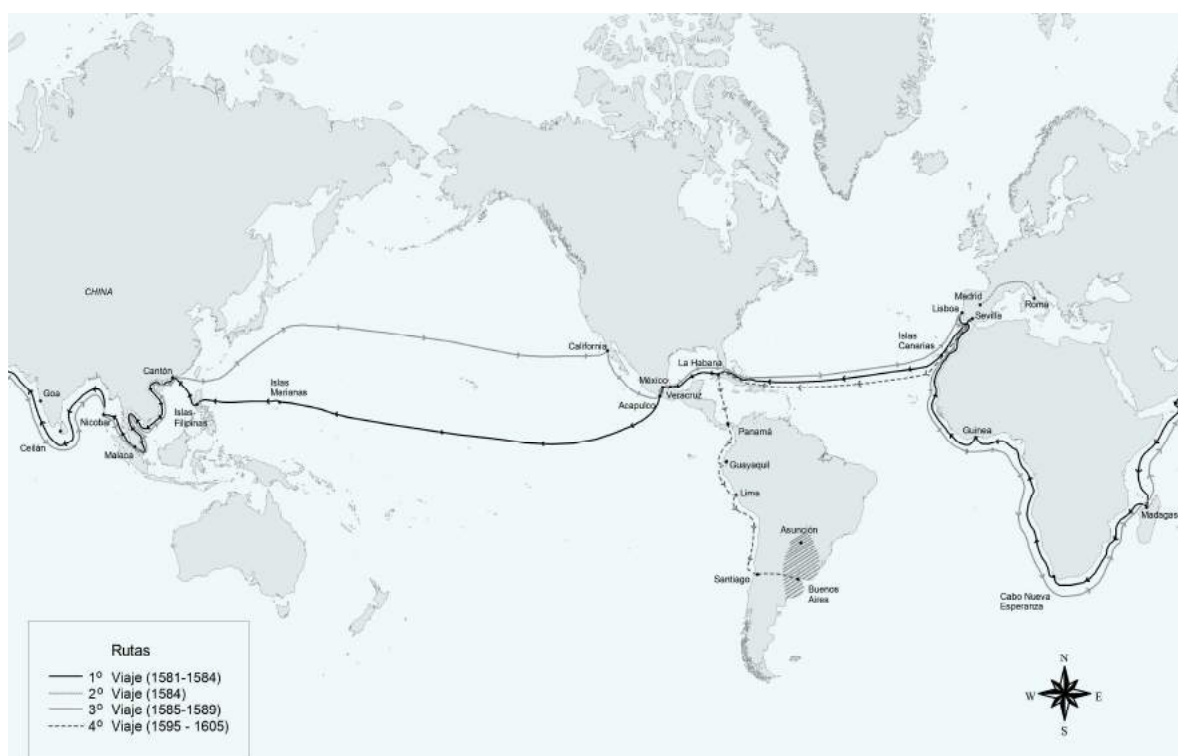 CHINA
Madrid
Roma
Lisboa
Sevilla
Islas
Canarias
California
La Habana
Cantón
México
Veracruz
Islas
Marianas
Acapulco
Goa
Islas
Filipinas
Nicobar
Ceilán
Malaca
Panamá
Guinea
Guayaquil
Lima
Madagas
Asunción
Santiago
Buenos
Aires
Cabo Nueva
Esperanza
Rutas
1º Viaje (1581-1584)
2º Viaje (1584)
3º Viaje (1585-1589)
4º Viaje (1595 - 1605)
N
W E
S